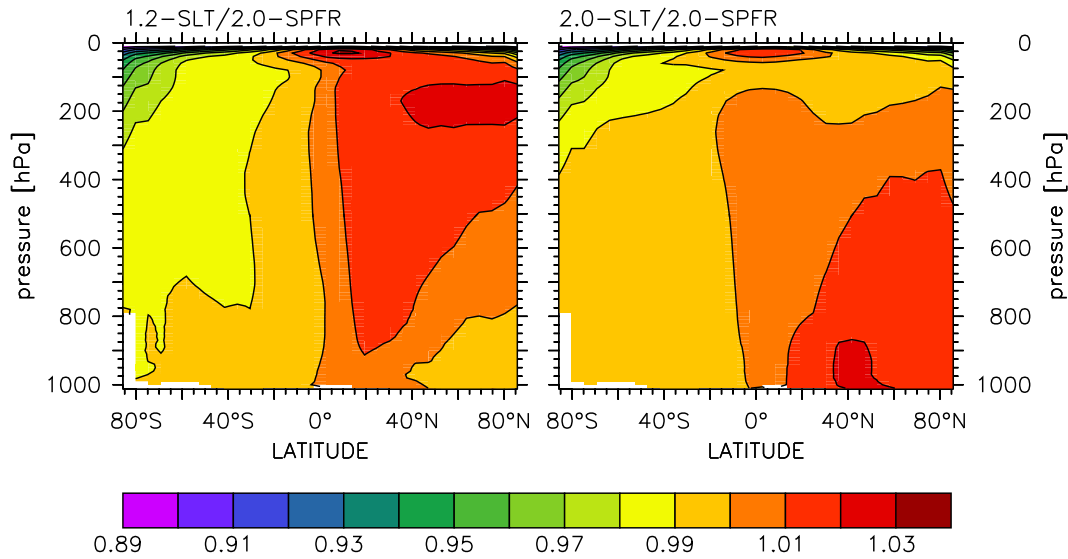 1.2-SLT/2.0-SPFR
2.0-SLT/2.0-SPFR
0
200
400
600
800
1000
pressure [hPa]
80°S 40°S 0° 40°N 80°N
LATITUDE
80°S 40°S 0° 40°N 80°N
LATITUDE
0
200
400
600
800
1000
pressure [hPa]
0.89 0.91 0.93 0.95 0.97 0.99 1.01 1.03